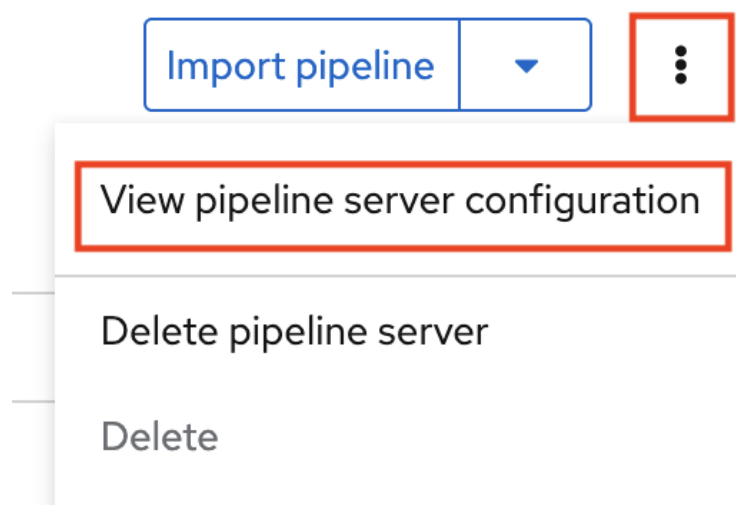 Import pipeline
View pipeline server configuration
Delete pipeline server
Delete